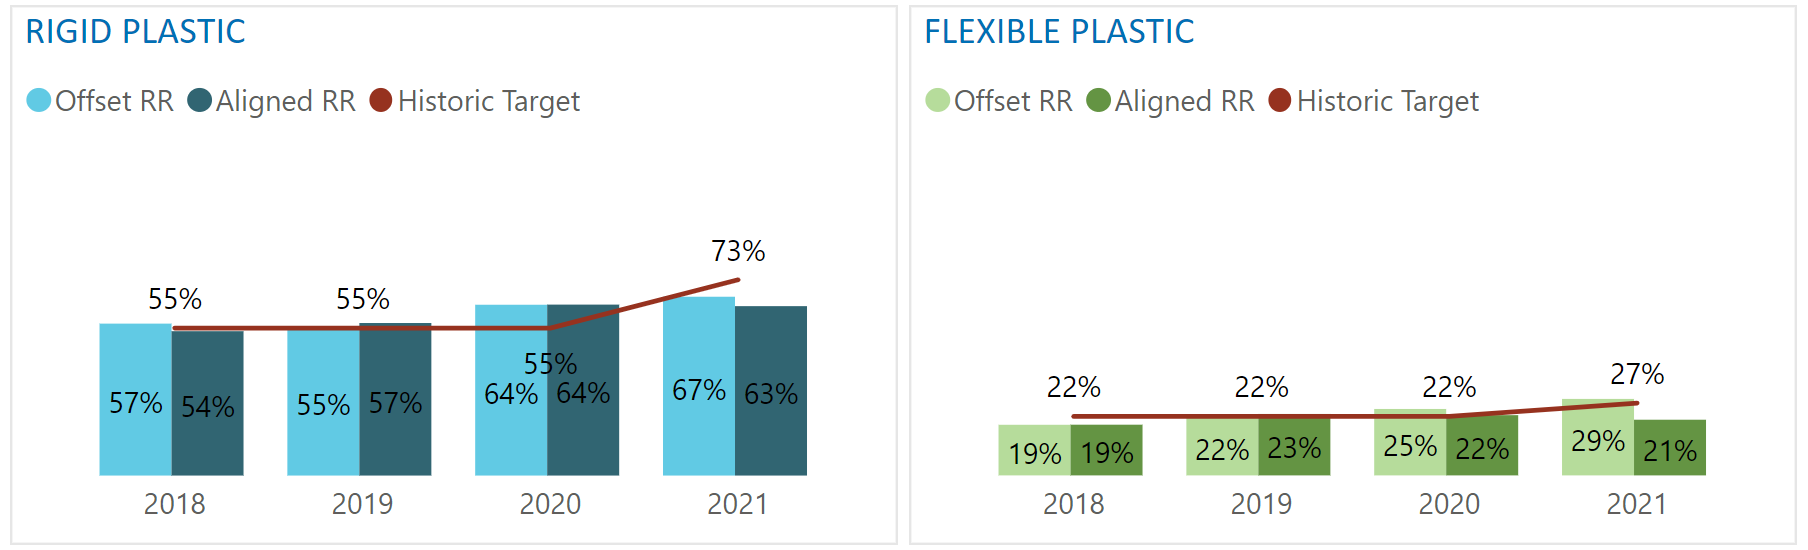 RIGID PLASTIC
Offset RR Aligned RR Historic Target
73%
55% 55%
55%
57% 54% 55% 57% 64% 64% 67% 63%
2018 2019 2020 2021
FLEXIBLE PLASTIC
Offset RR Aligned RR Historic Target
22% 22% 22% 27%
19% 19% 22% 23% 25% 22% 29% 21%
2018 2019 2020 2021